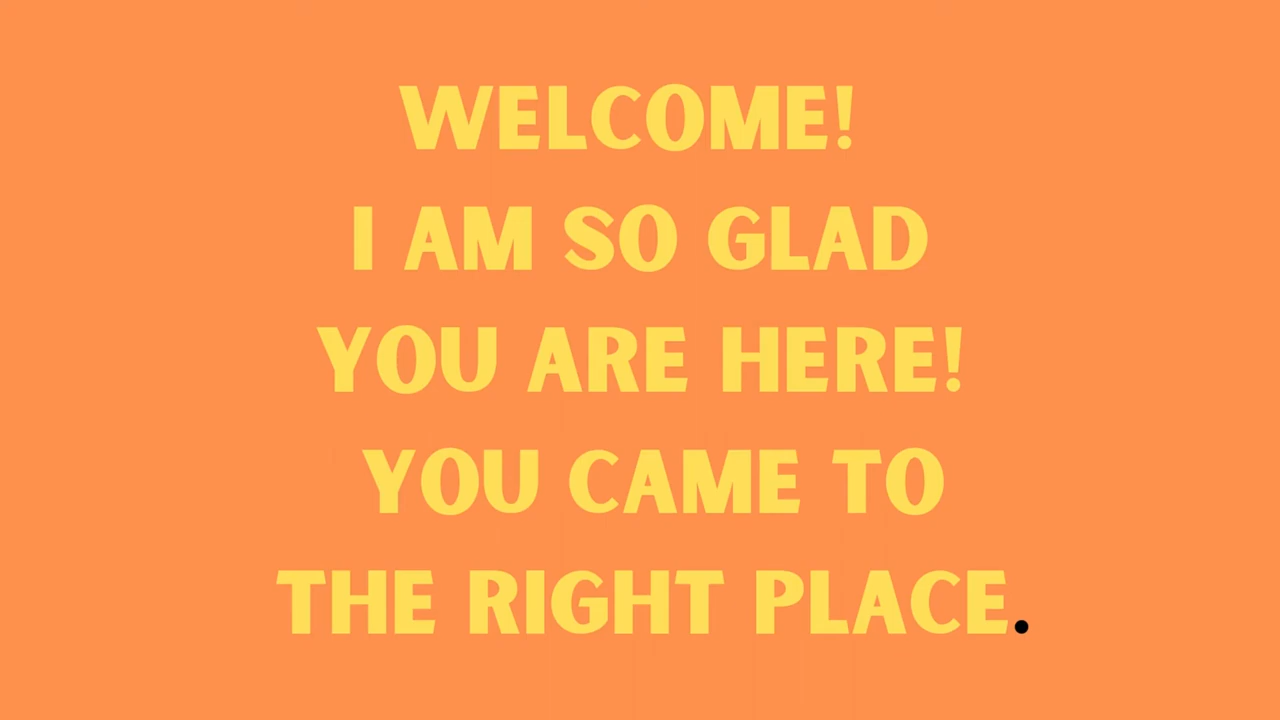 WELCOME!
I AM SO GLAD
YOU ARE HERE!
YOU CAME TO
THE RIGHT PLACE.